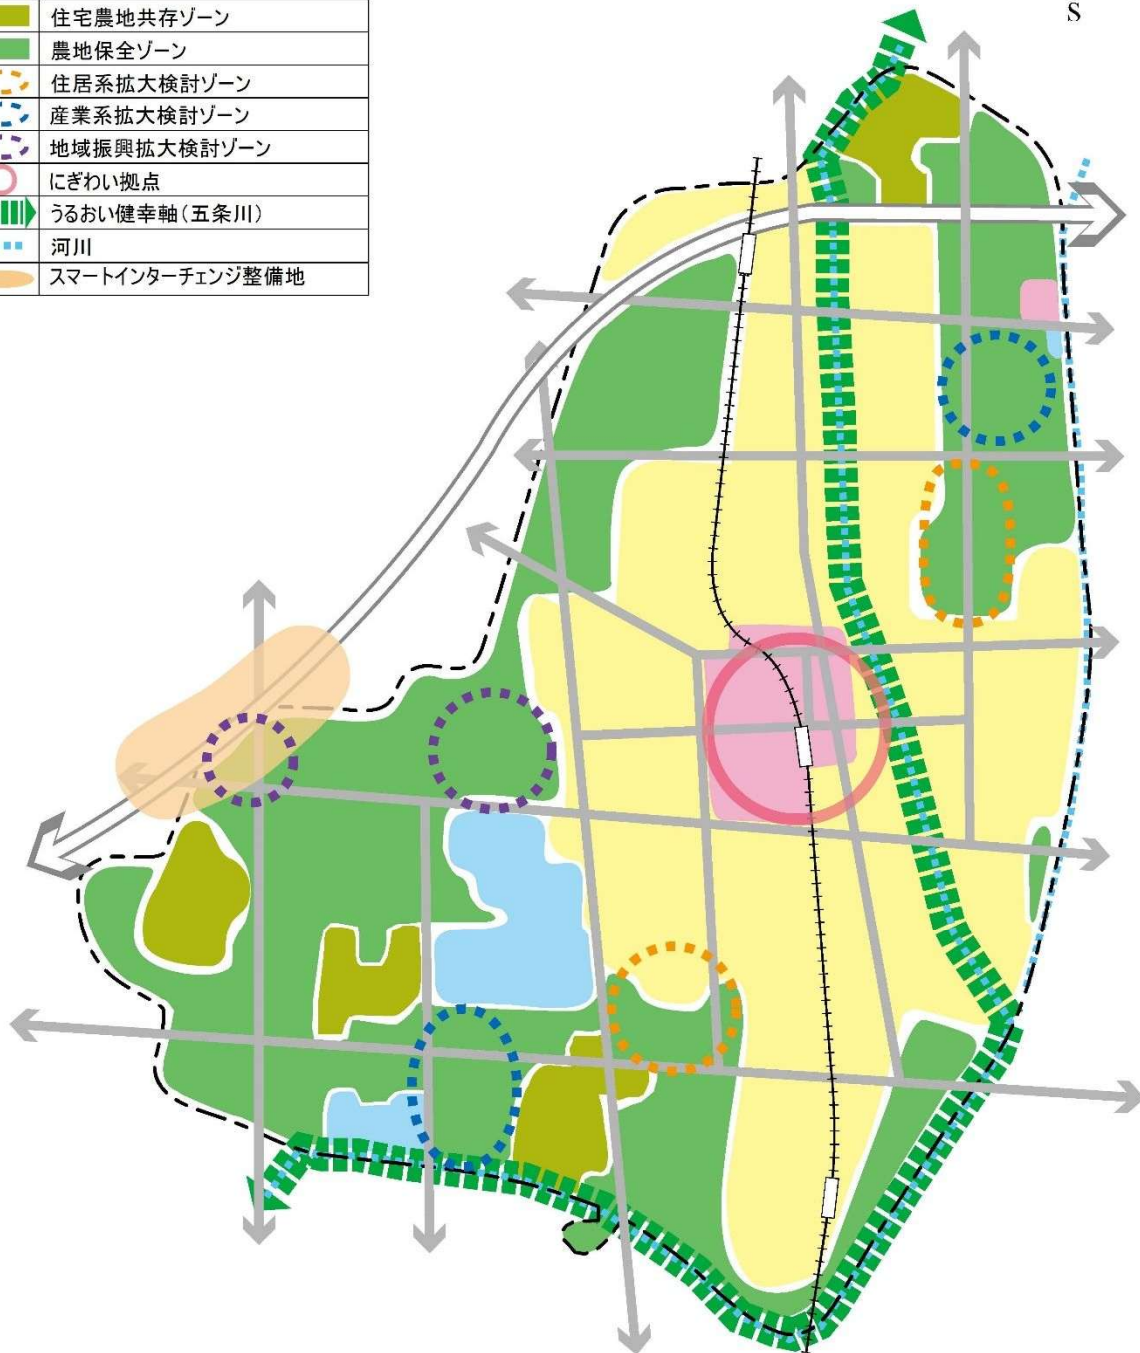 住宅農地共存ゾーン
農地保全ゾーン
住居系拡大検討ゾーン
産業系拡大検討ゾーン
地域振興拡大検討ゾーン
にぎわい拠点
うるおい健幸軸(五条川)
河川
スマートインターチェンジ整備地
S